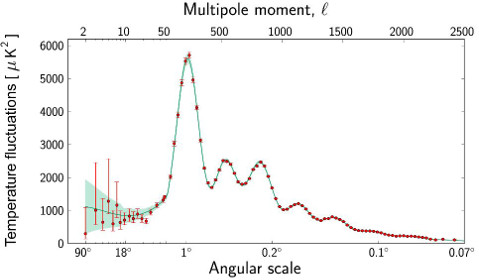 Multipole moment, ℓ
2 10 50 500 1000 1500 2000 2500
Temperature fluctuations [ μ K² ]
6000
5000
4000
3000
2000
1000
0
90° 18° 1° 0.2° 0.1° 0.07°
Angular scale